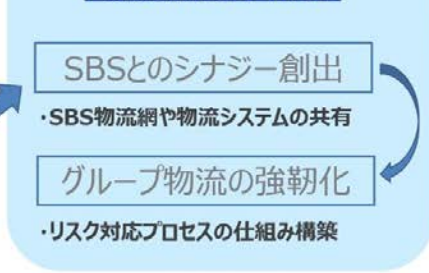 SBSとのシナジー創出
・SBS物流網や物流システムの共有
グループ物流の強靭化
・リスク対応プロセスの仕組み構築